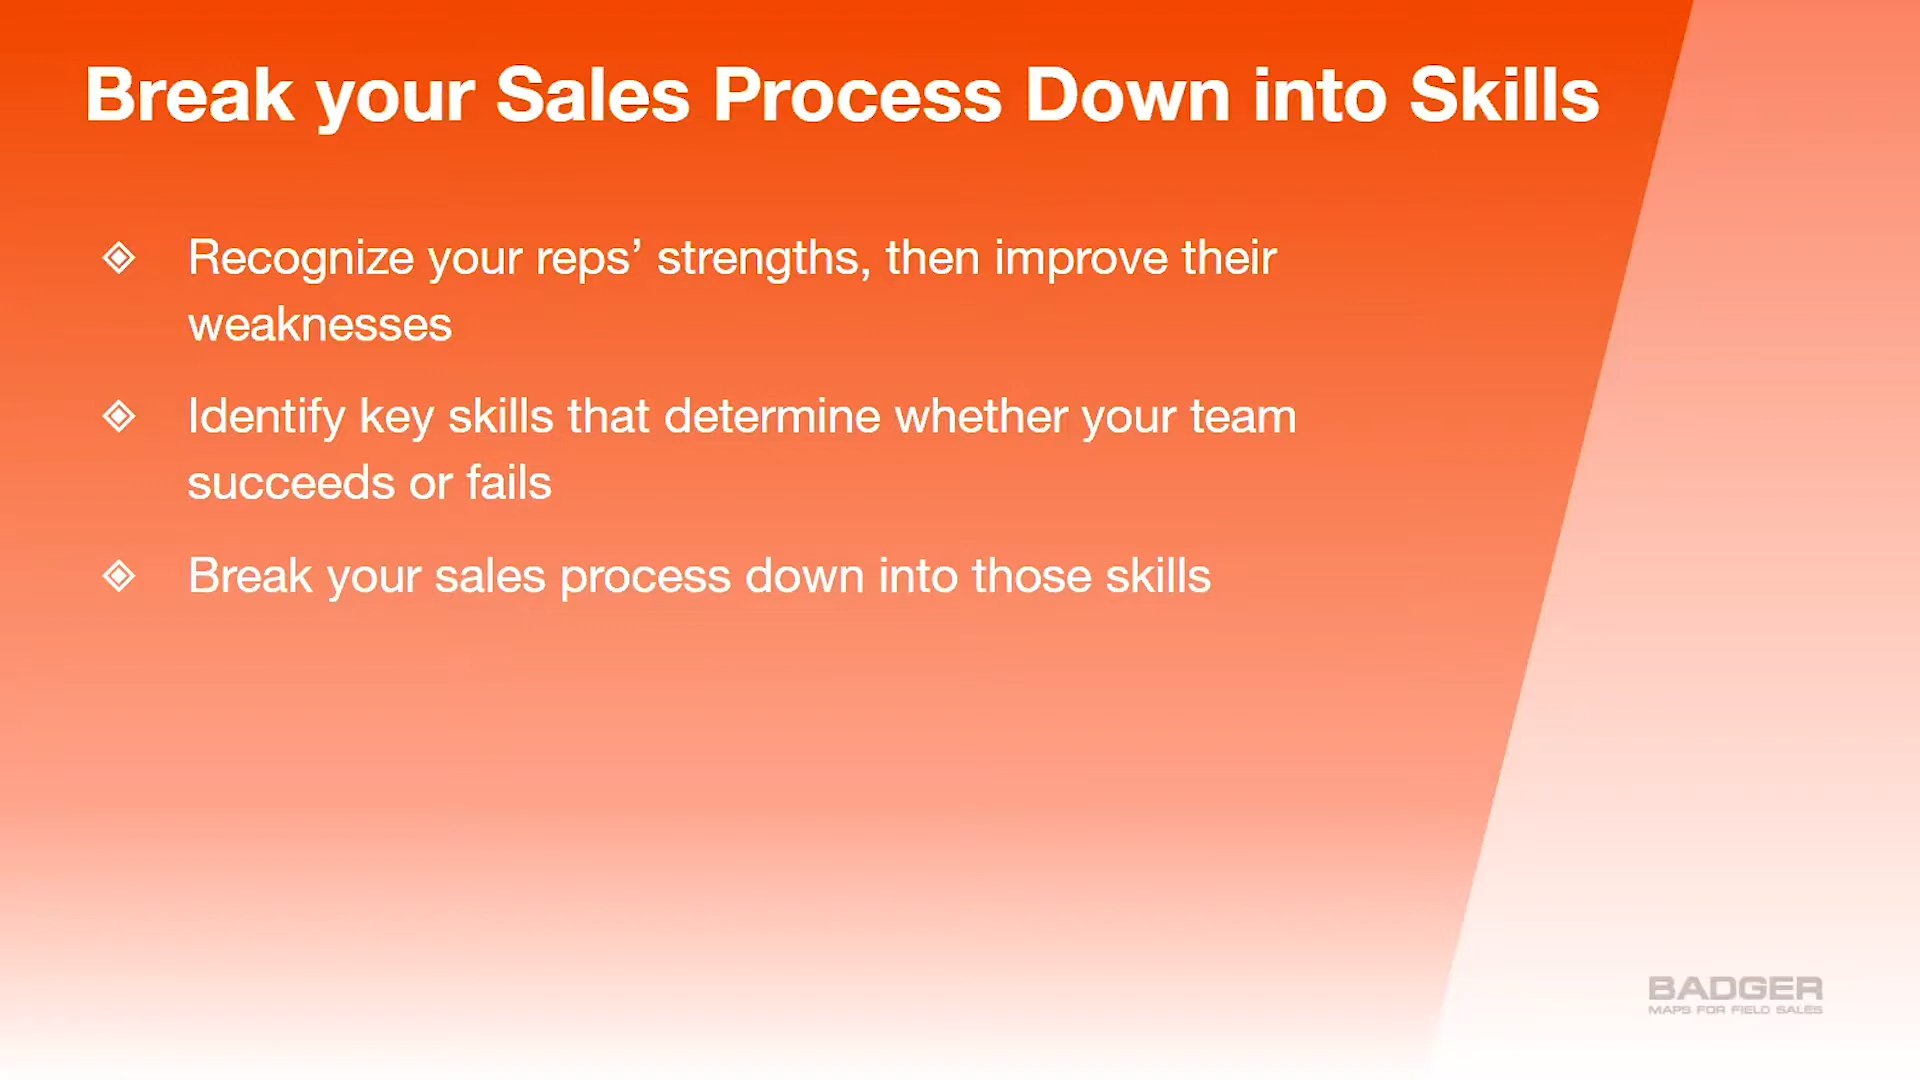 Break your Sales Process Down into Skills
Recognize your reps’ strengths, then improve their
weaknesses
Identify key skills that determine whether your team
succeeds or fails
Break your sales process down into those skills
BADGER
MAPS FOR FIELD SALES